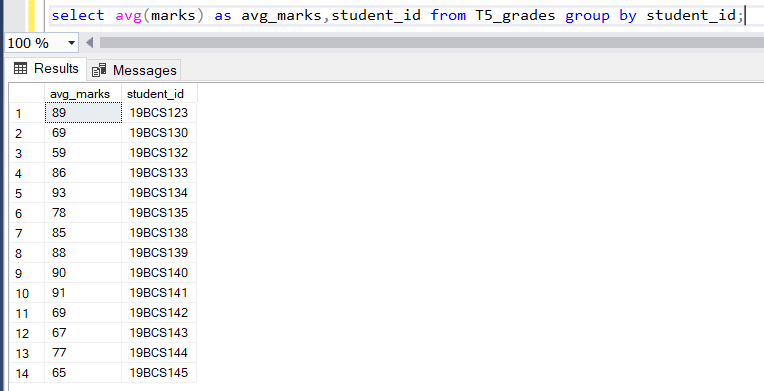 select avg(marks) as avg_marks,student_id from T5_grades group by student_id;
100 %
Results Messages
avg_marks student_id
1 89 19BCS123
2 69 19BCS130
3 59 19BCS132
4 86 19BCS133
5 93 19BCS134
6 78 19BCS135
7 85 19BCS138
8 88 19BCS139
9 90 19BCS140
10 91 19BCS141
11 69 19BCS142
12 67 19BCS143
13 77 19BCS144
14 65 19BCS145